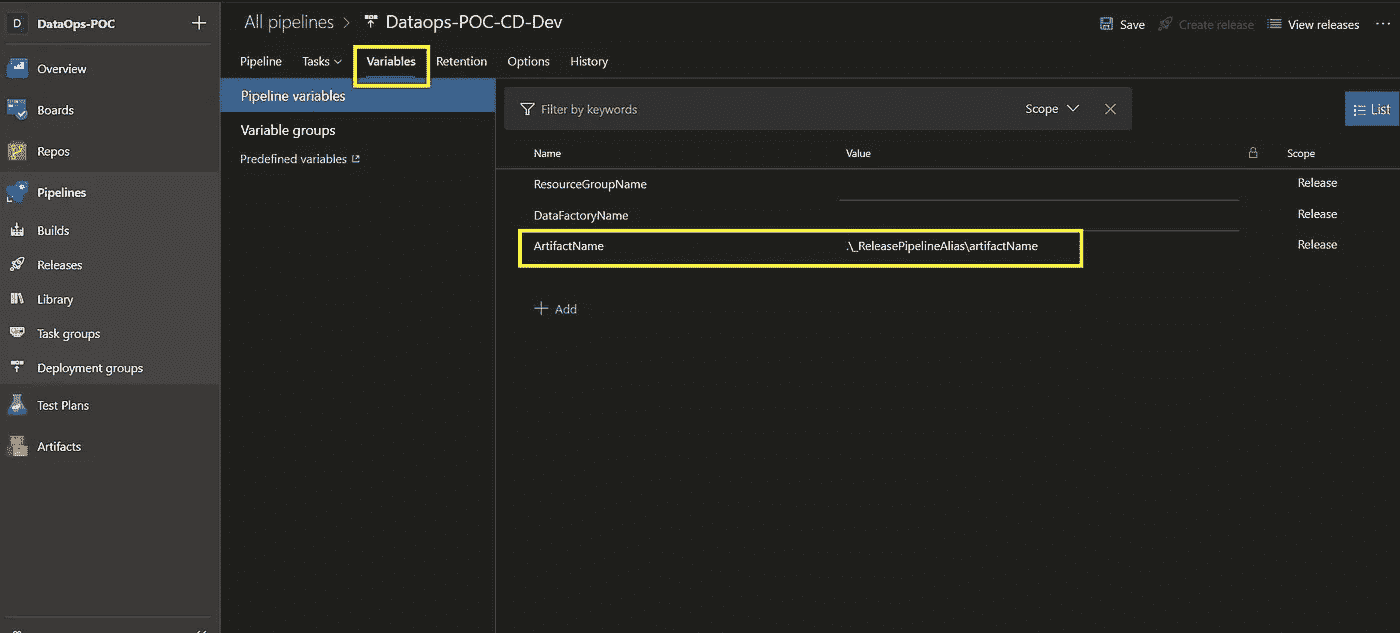 D DataOps-POC
Overview
Boards
Repos
Pipelines
Builds
Releases
Library
Task groups
Deployment groups
Test Plans
Artifacts
All pipelines > Dataops-POC-CD-Dev
Save Create release View releases ...
Pipeline Tasks Variables Retention Options History
Pipeline variables
Variable groups
Predefined variables
Filter by keywords Scope List
Name Value Scope
ResourceGroupName Release
DataFactoryName Release
ArtifactName .\_ReleasePipelineAlias\artifactName Release
+ Add